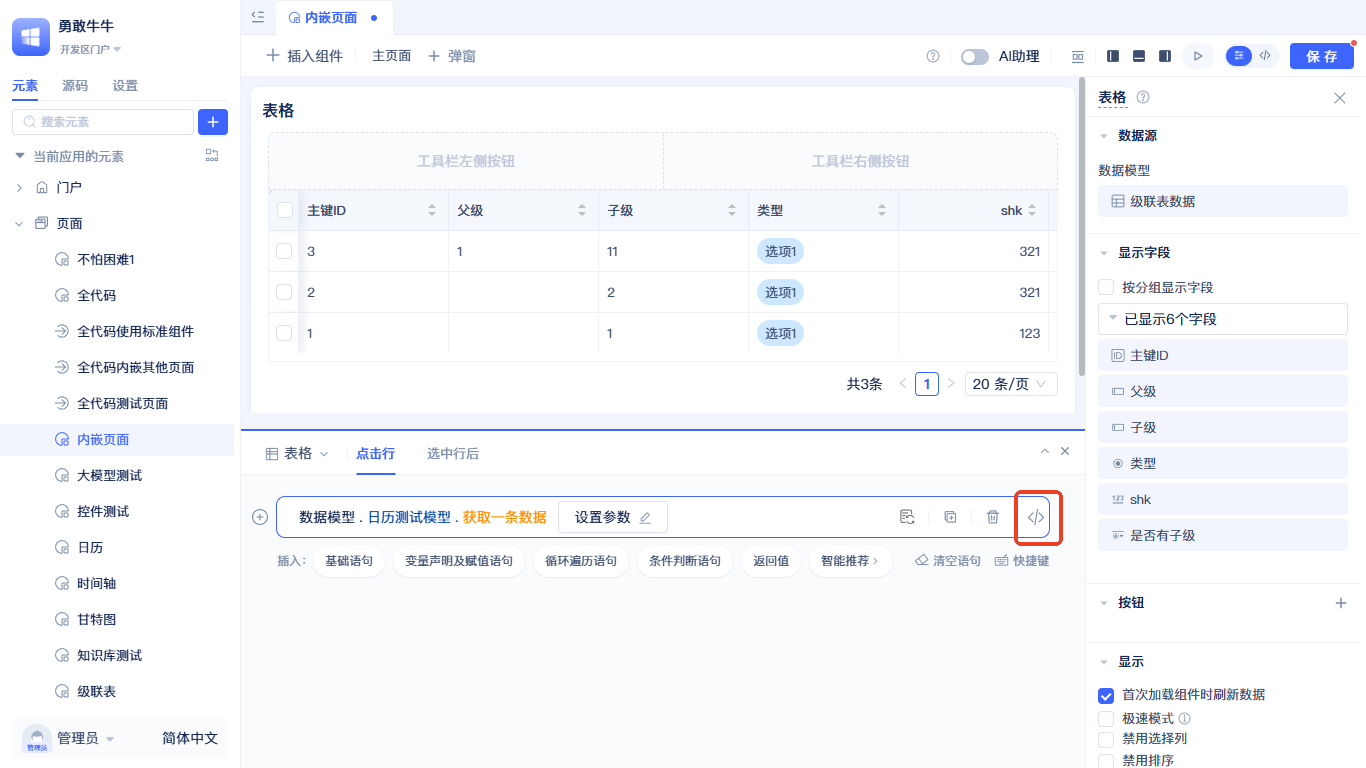 勇敢牛牛
开发区门户
元素 源码 设置
搜索元素
当前应用的元素
门户
页面
不怕困难1
全代码
全代码使用标准组件
全代码内嵌其他页面
全代码测试页面
内嵌页面
大模型测试
控件测试
日历
时间轴
甘特图
知识库测试
级联表
管理员
管理员 简体中文
内嵌页面
插入组件 主页面 弹窗
AI助理
保存
表格
工具栏左侧按钮 工具栏右侧按钮
主键ID 父级 子级 类型 shk
3 1 11 选项1 321
2 2 选项1 321
1 1 选项1 123
共3条 1 20 条/页
表格 点击行 选中行后
数据模型 . 日历测试模型 . 获取一条数据 设置参数
插入: 基础语句 变量声明及赋值语句 循环遍历语句 条件判断语句 返回值 智能推荐 清空语句 快捷键
表格
数据源
数据模型
级联表数据
显示字段
按分组显示字段
已显示6个字段
主键ID
父级
子级
类型
shk
是否有子级
按钮
显示
首次加载组件时刷新数据
极速模式
禁用选择列
禁用排序